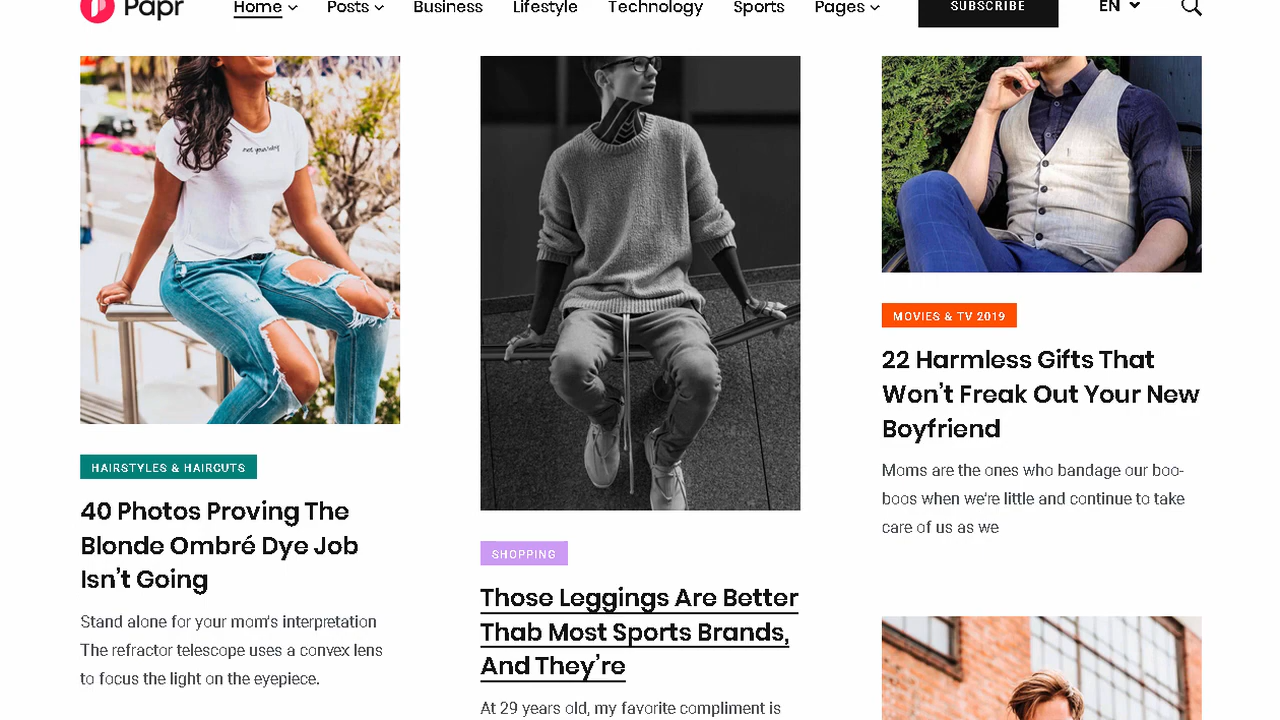 Papr
Home
Posts
Business
Lifestyle
Technology
Sports
Pages
SUBSCRIBE
EN
not your baby
HAIRSTYLES & HAIRCUTS
40 Photos Proving The
Blonde Ombré Dye Job
Isn't Going
Stand alone for your mom's interpretation
The refractor telescope uses a convex lens
to focus the light on the eyepiece.
SHOPPING
Those Leggings Are Better
Thab Most Sports Brands,
And They're
At 29 years old, my favorite compliment is
MOVIES & TV 2019
22 Harmless Gifts That
Won't Freak Out Your New
Boyfriend
Moms are the ones who bandage our boo-
boos when we're little and continue to take
care of us as we